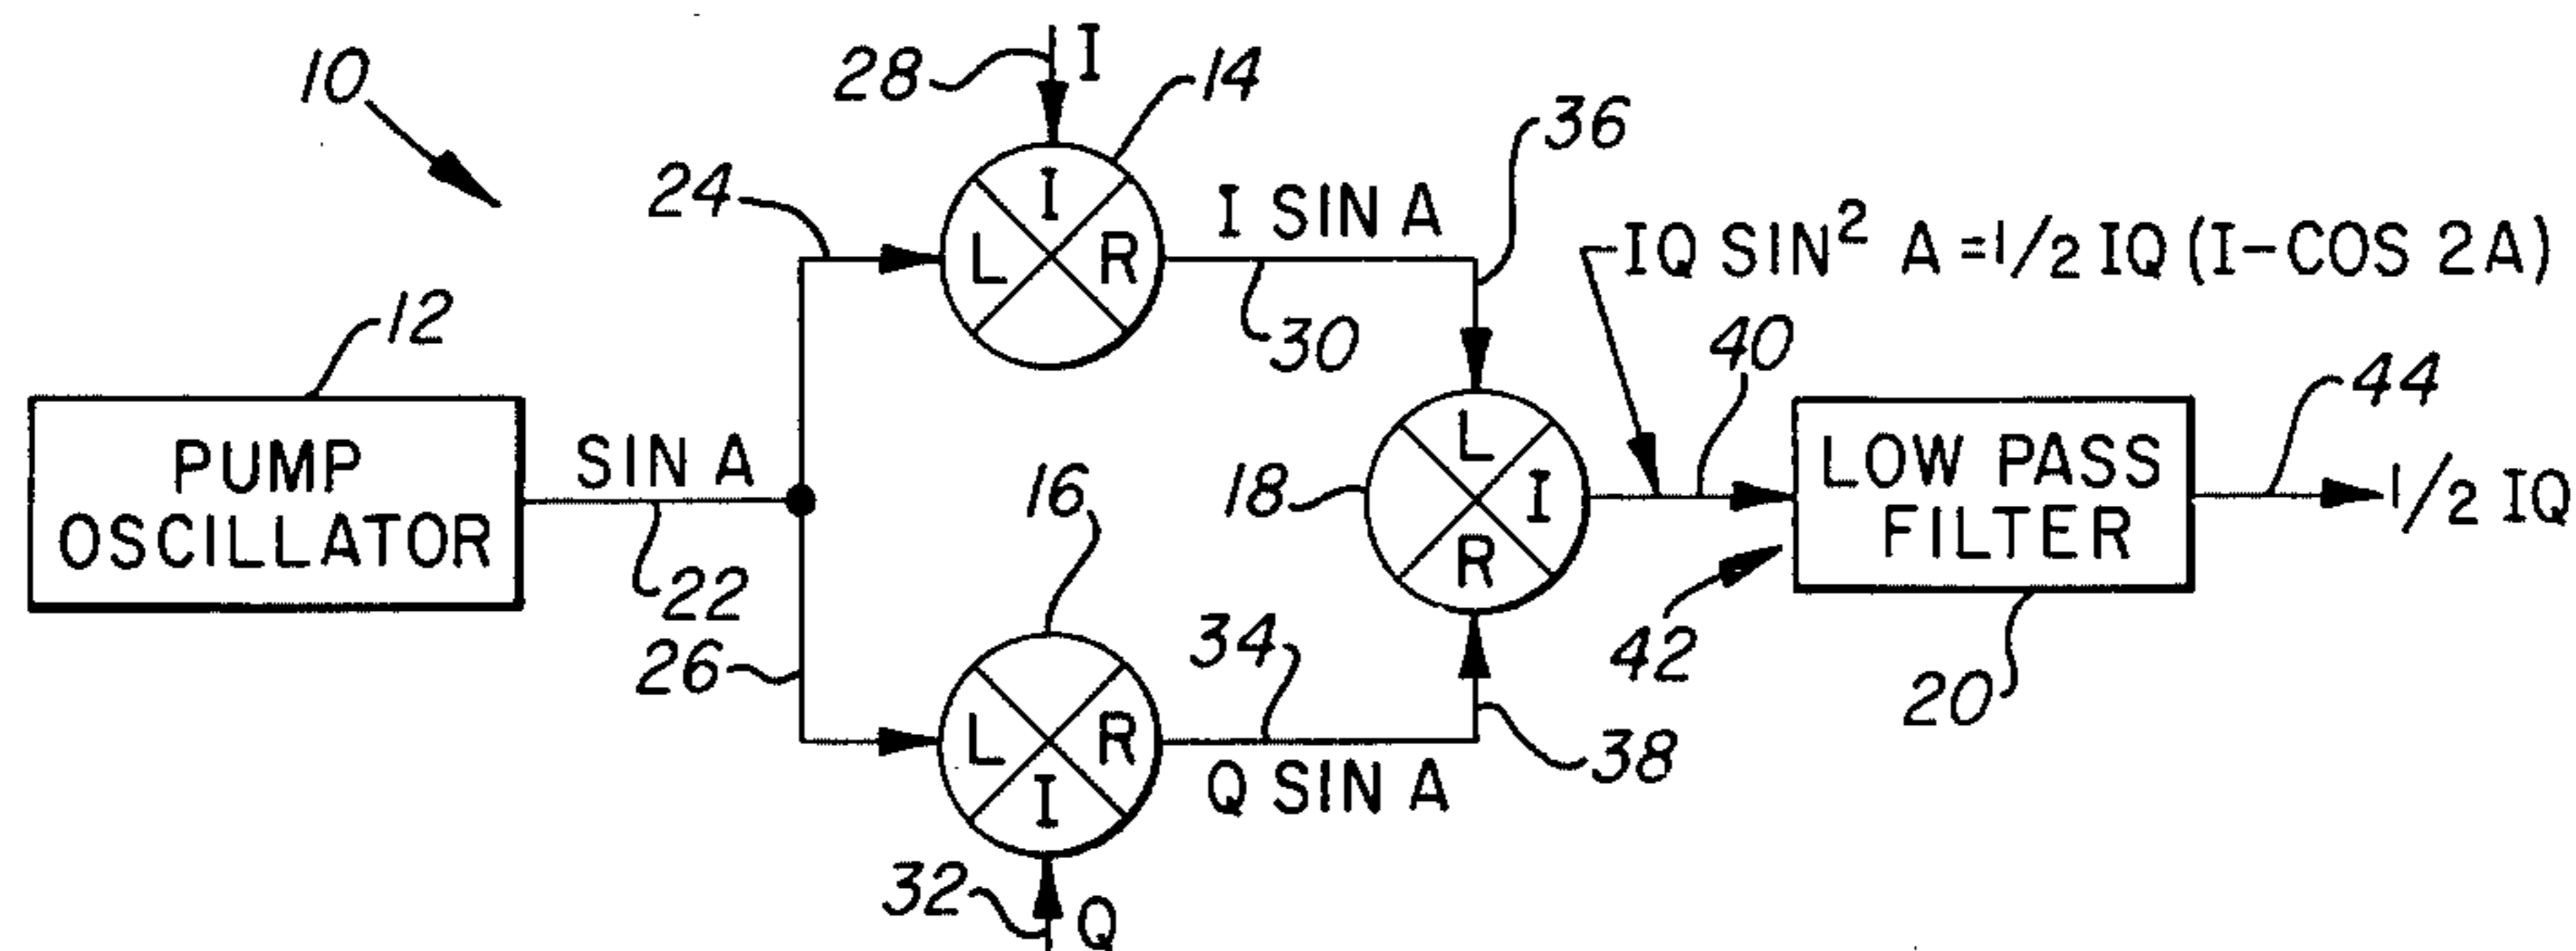 10
28
I
14
36
24
I
L
R
I SIN A
IQ SIN² A = 1/2 IQ (I-COS 2A)
30
12
40
44
PUMP
OSCILLATOR
SIN A
22
16
18
L
I
R
LOW PASS
FILTER
1/2 IQ
42
20
26
34
38
L
R
I
Q SIN A
32
Q